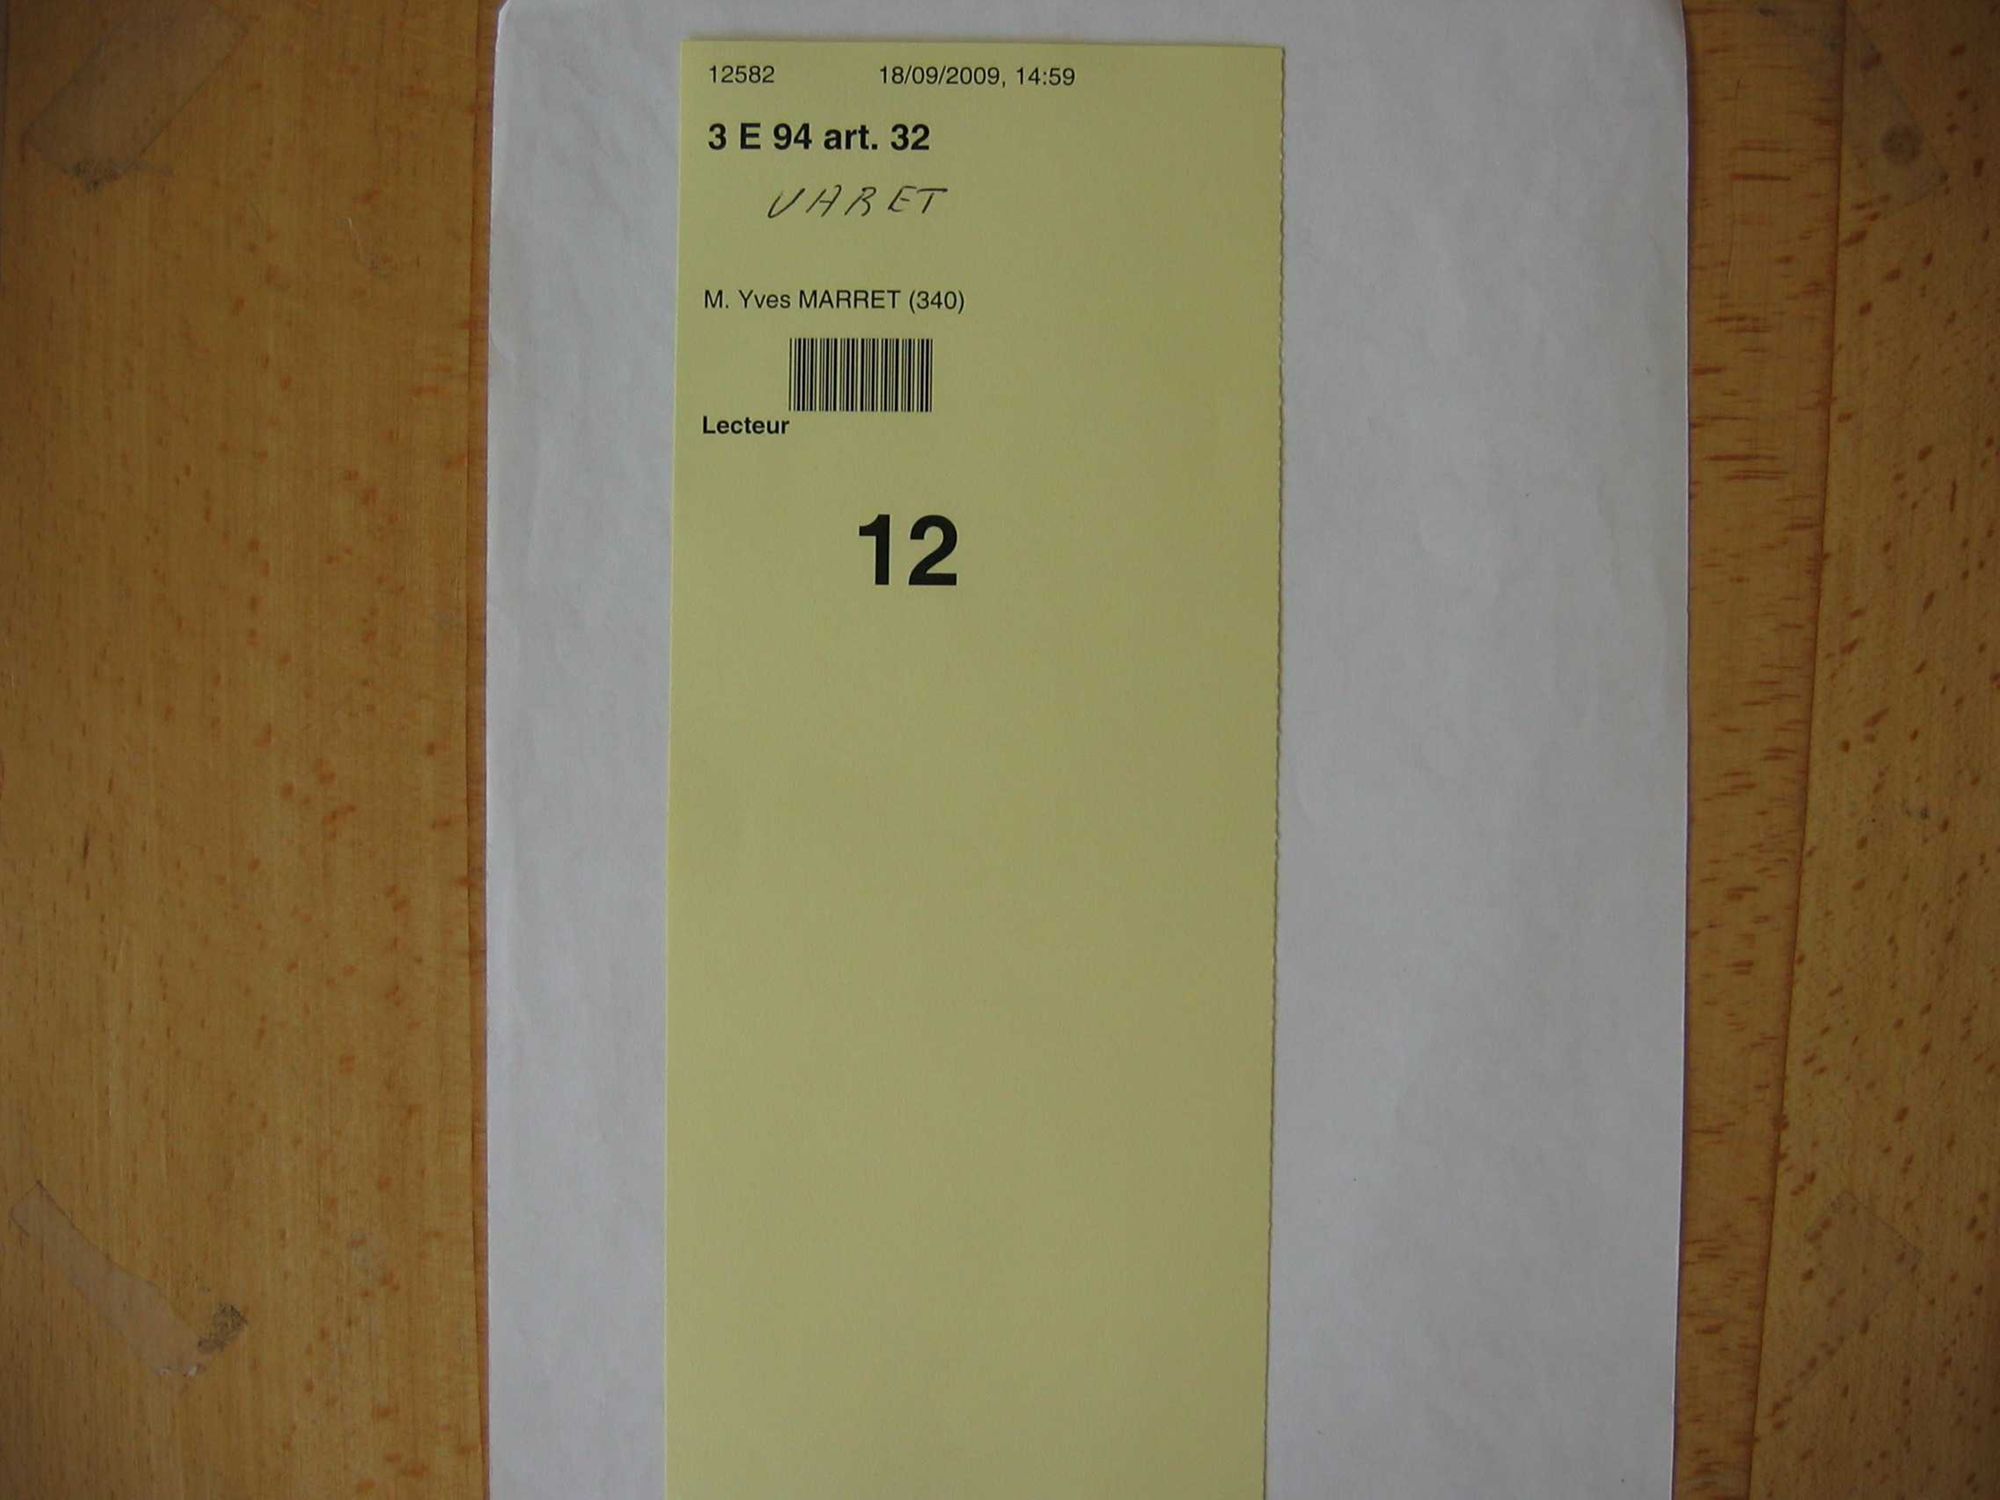 12582 18/09/2009, 14:59
3 E 94 art. 32
VARET
M. Yves MARRET (340)
Lecteur
12